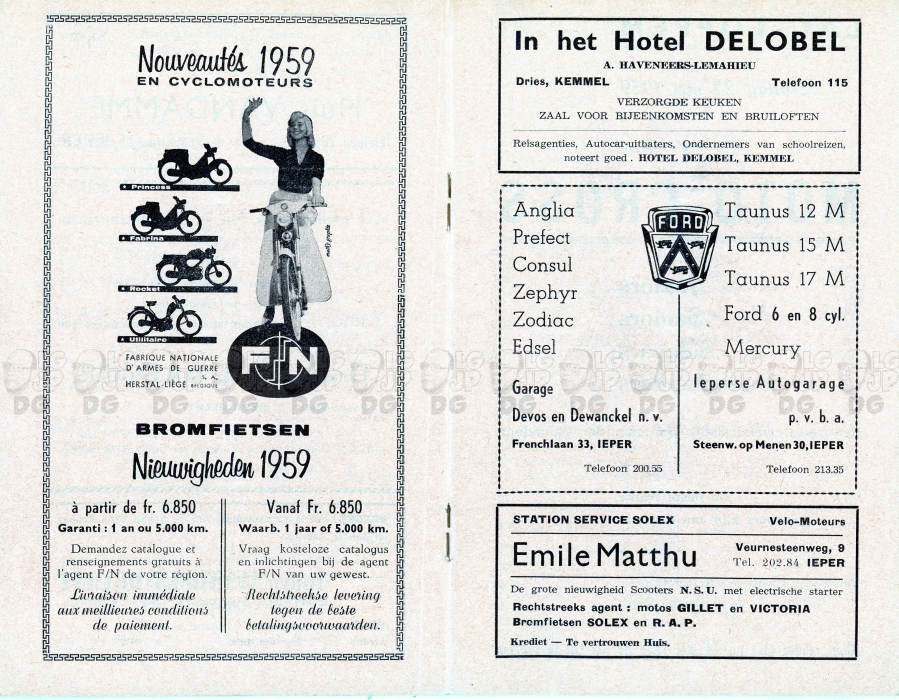 Nouveautés 1959
EN CYCLOMOTEURS
★ Princess
★ Fabrina
★ Rocket
★ Utilitaire
FABRIQUE NATIONALE
D'ARMES DE GUERRE
S. A.
HERSTAL-LIÈGE BELGIQUE
FN
BROMFIETSEN
Nieuwigheden 1959
à partir de fr. 6.850
Garanti : 1 an ou 5.000 km.
Demandez catalogue et
renseignements gratuits à
l'agent F/N de votre région.
Livraison immédiate
aux meilleures conditions
de paiement.
Vanaf Fr. 6.850
Waarb. 1 jaar of 5.000 km.
Vraag kosteloze catalogus
en inlichtingen bij de agent
F/N van uw gewest.
Rechtstreekse levering
tegen de beste
betalingsvoorwaarden.
In het Hotel DELOBEL
A. HAVENEERS-LEMAHIEU
Dries, KEMMEL Telefoon 115
VERZORGDE KEUKEN
ZAAL VOOR BIJEENKOMSTEN EN BRUILOFTEN
Reisagenties, Autocar-uitbaters, Ondernemers van schoolreizen,
noteert goed . HOTEL DELOBEL, KEMMEL
Anglia
Prefect
Consul
Zephyr
Zodiac
Edsel
Garage
Devos en Dewanckel n. v.
Frenchlaan 33, IEPER
Telefoon 200.55
FORD
Taunus 12 M
Taunus 15 M
Taunus 17 M
Ford 6 en 8 cyl.
Mercury
Ieperse Autogarage
p. v. b. a.
Steenw. op Menen 30, IEPER
Telefoon 213.35
STATION SERVICE SOLEX Velo-Moteurs
Emile Matthu
Veurnesteenweg, 9
Tel. 202.84 IEPER
De grote nieuwigheid Scooters N. S. U. met electrische starter
Rechtstreeks agent : motos GILLET en VICTORIA
Bromfietsen SOLEX en R. A. P.
Krediet — Te vertrouwen Huis.